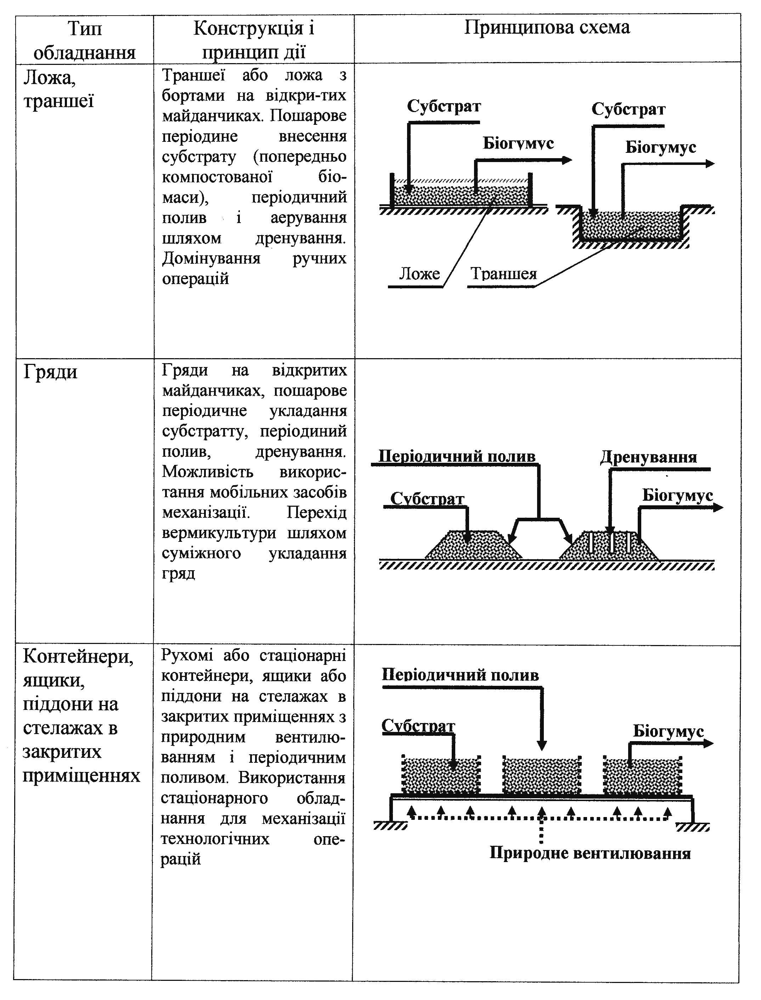 Тип
обладнання
Конструкція і
принцип дії
Принципова схема
Ложа,
траншеї
Траншеї або ложа з
бортами на відкри-тих
майданчиках. Пошарове
періодине внесення
субстрату (попередньо
компостованої біо-
маси), періодичний
полив і аерування
шляхом дренування.
Домінування ручних
операцій
Субстрат
Субстрат
Біогумус
Біогумус
Ложе
Траншея
Гряди
Гряди на відкритих
майданчиках, пошарове
періодичне укладання
субстратту, періодиний
полив, дренування.
Можливість викорис-
тання мобільних засобів
механізації. Перехід
вермикультури шляхом
суміжного укладання
гряд
Періодичний полив
Дренування
Субстрат
Біогумус
Контейнери,
ящики,
піддони на
стелажах в
закритих
приміщеннях
Рухомі або стаціонарні
контейнери, ящики або
піддони на стелажах в
закритих приміщеннях з
природним вентилю-
ванням і періодичним
поливом. Використання
стаціонарного облад-
нання для механізації
технологічних опе-
рацій
Періодичний полив
Субстрат
Біогумус
Природне вентилювання